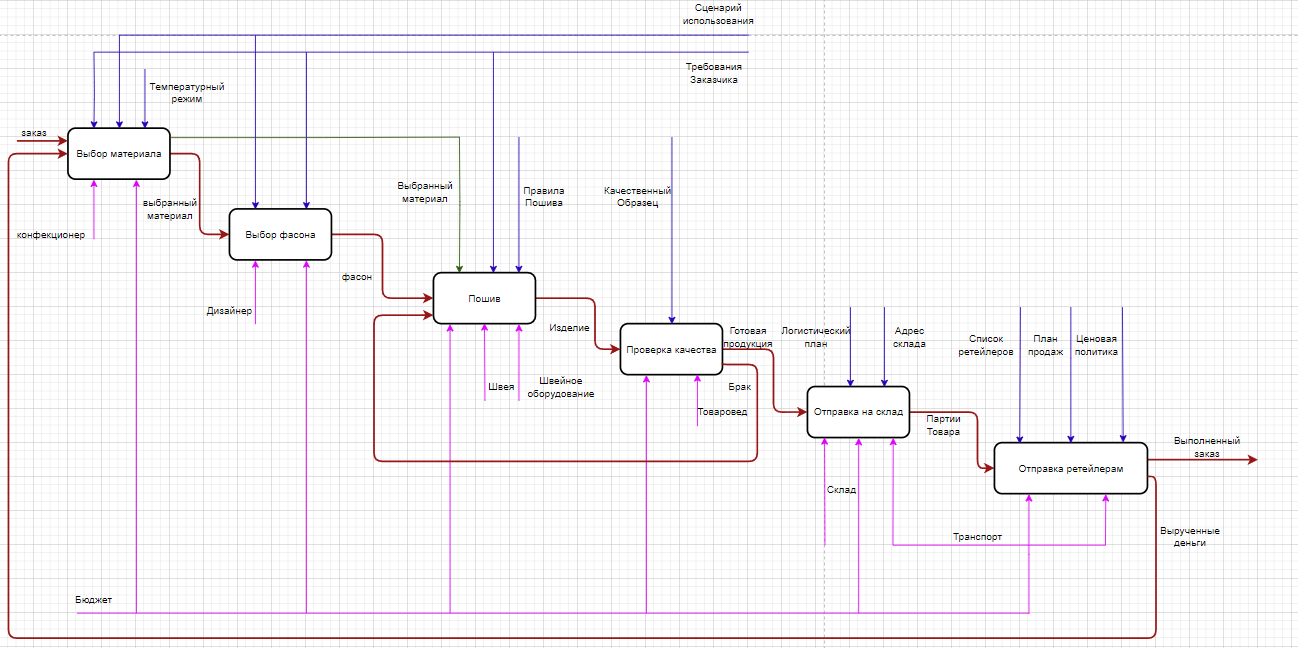 Сценарий
использования
Требования
Заказчика
Температурный
режим
заказ
Выбор материала
выбранный
материал
конфекционер
Выбранный
материал
Правила
Пошива
Качественный
Образец
Выбор фасона
фасон
Дизайнер
Пошив
Изделие
Швея
Швейное
оборудование
Проверка качества
Готовая
продукция
Брак
Товаровед
Логистический
план
Адрес
склада
Отправка на склад
Партии
Товара
Список
ретейлеров
План
продаж
Ценовая
политика
Отправка ретейлерам
Выполненный
заказ
Склад
Транспорт
Вырученные
деньги
Бюджет